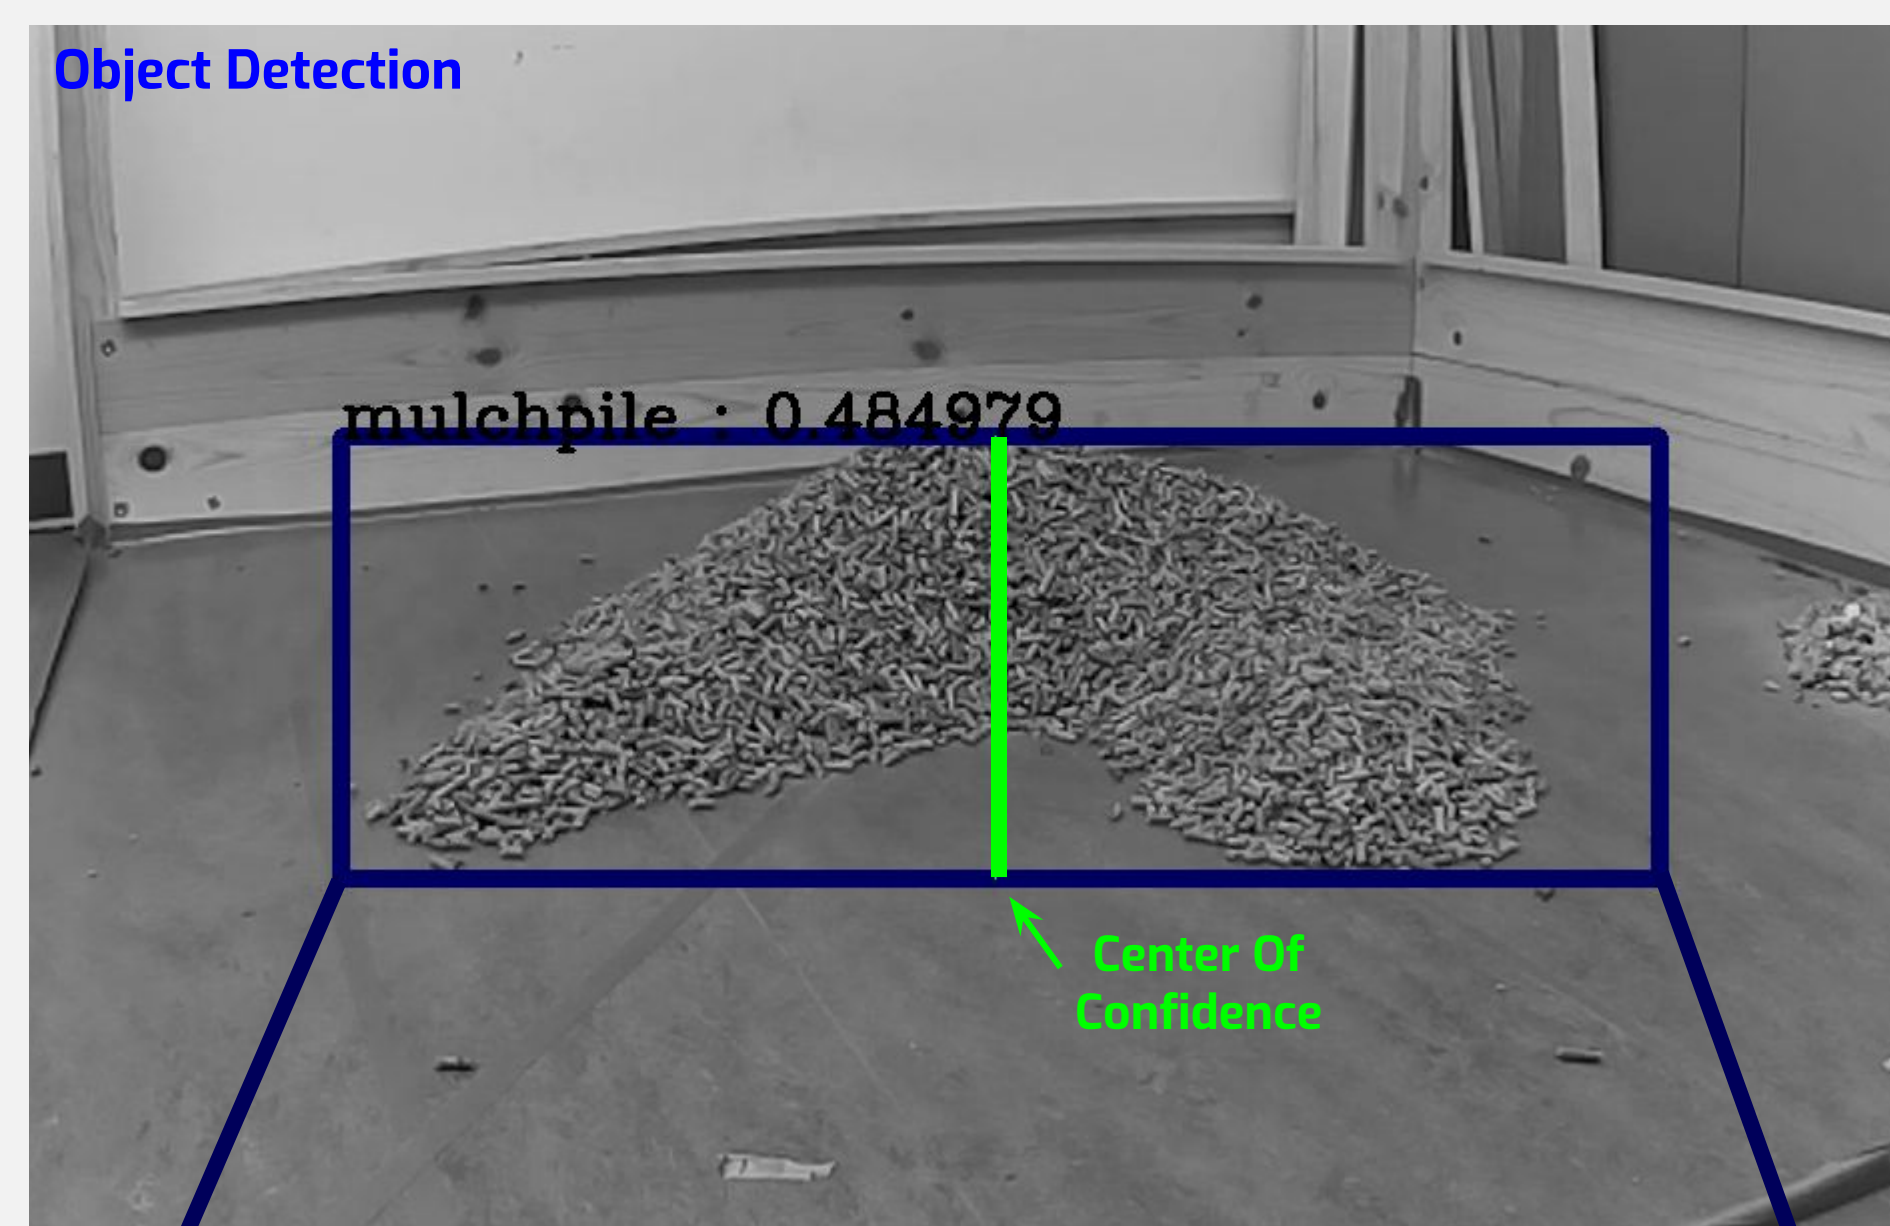 Object Detection
mulchpile : 0.484979
Center Of
Confidence